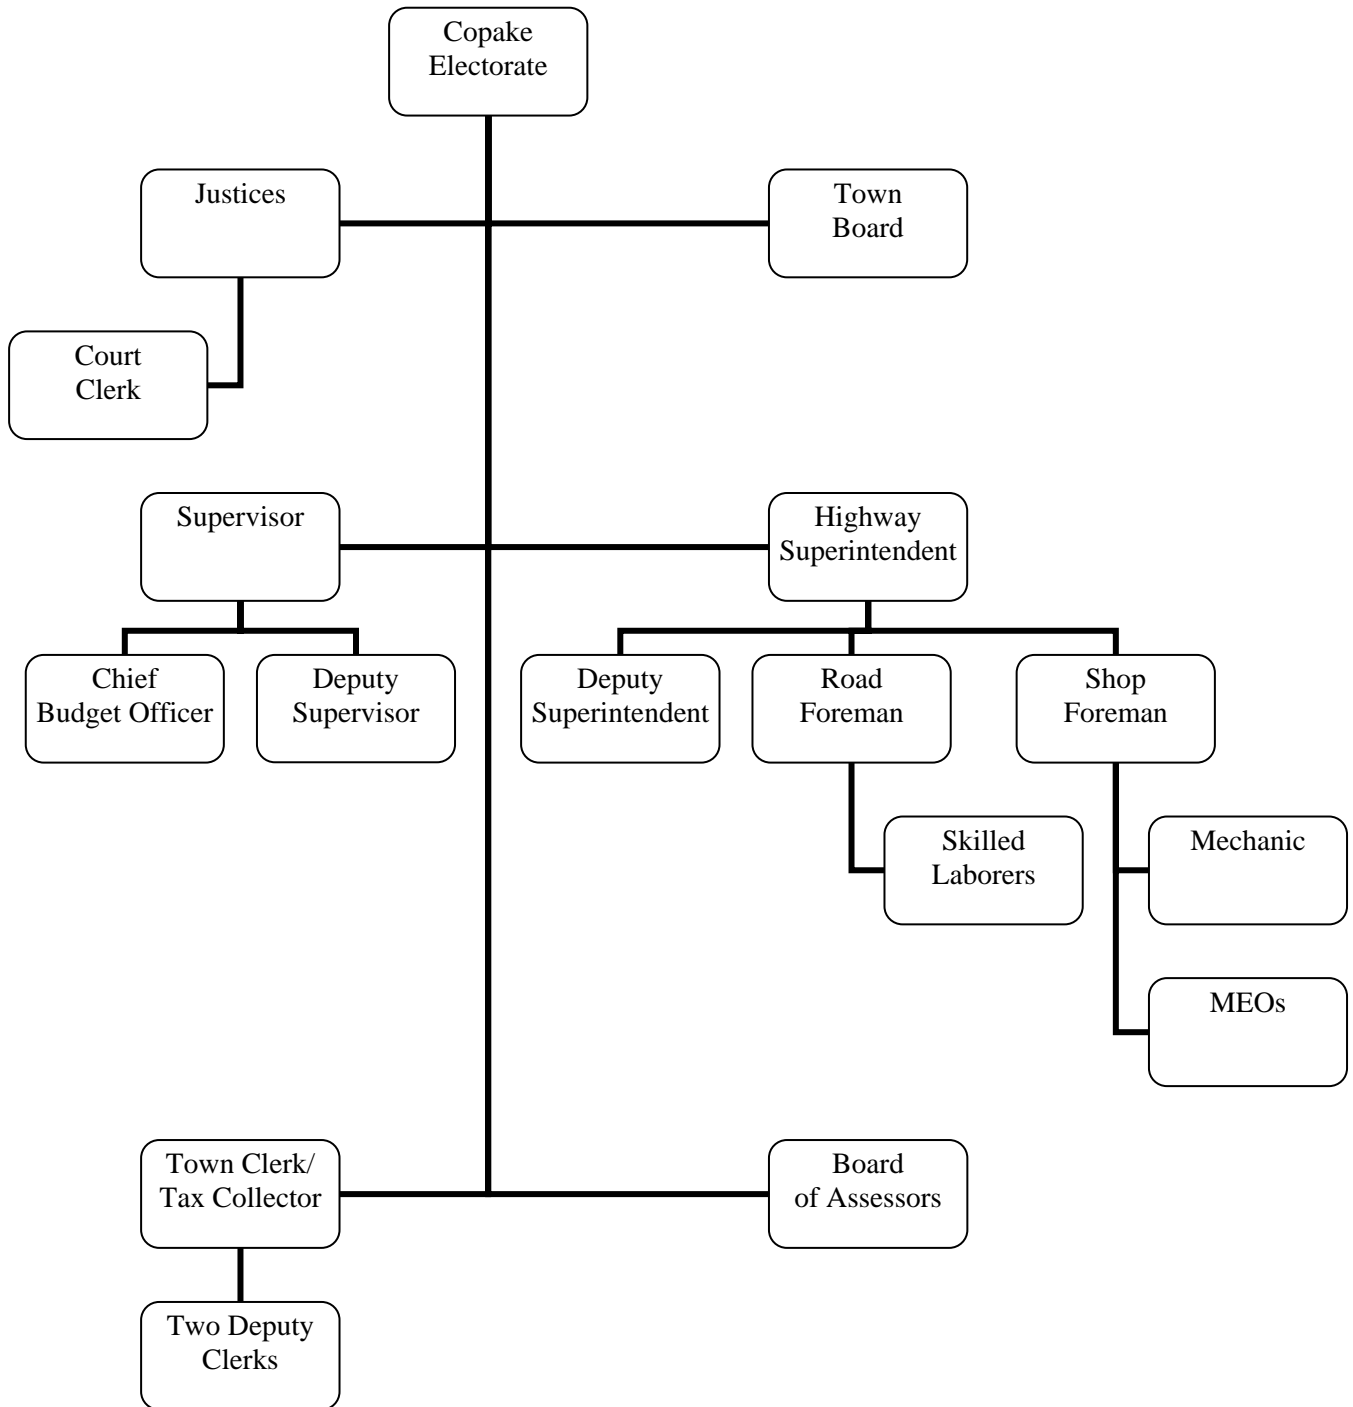 Copake
Electorate
Justices
Town
Board
Court
Clerk
Supervisor
Highway
Superintendent
Chief
Budget Officer
Deputy
Supervisor
Deputy
Superintendent
Road
Foreman
Shop
Foreman
Skilled
Laborers
Mechanic
MEOs
Town Clerk/
Tax Collector
Board
of Assessors
Two Deputy
Clerks